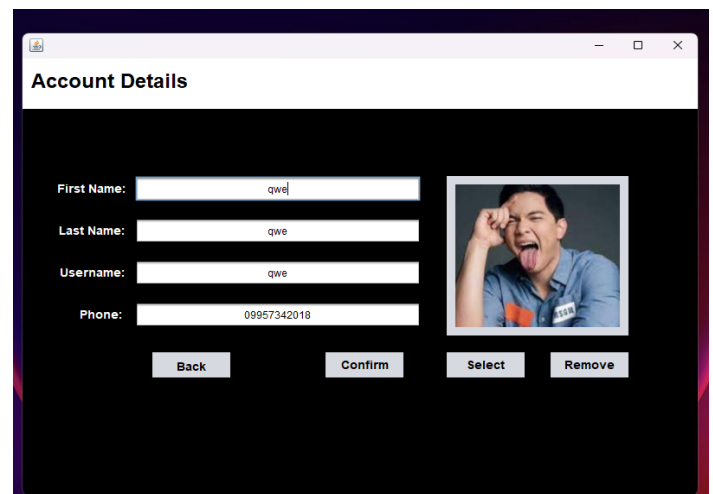 Account Details
First Name: qwe
Last Name: qwe
Username: qwe
Phone: 09957342018
Back Confirm Select Remove